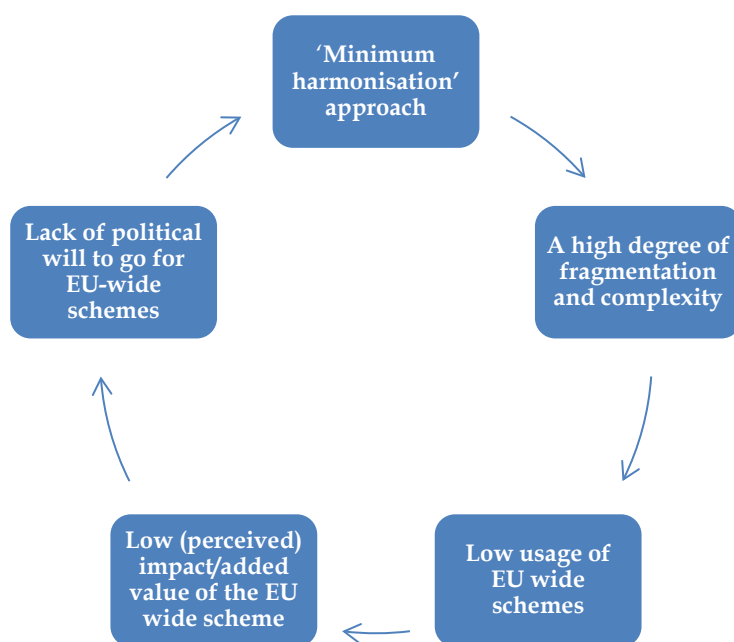 ‘Minimum
harmonisation’
approach
A high degree of
fragmentation
and complexity
Low usage of
EU wide
schemes
Low (perceived)
impact/added
value of the EU
wide scheme
Lack of political
will to go for
EU-wide
schemes